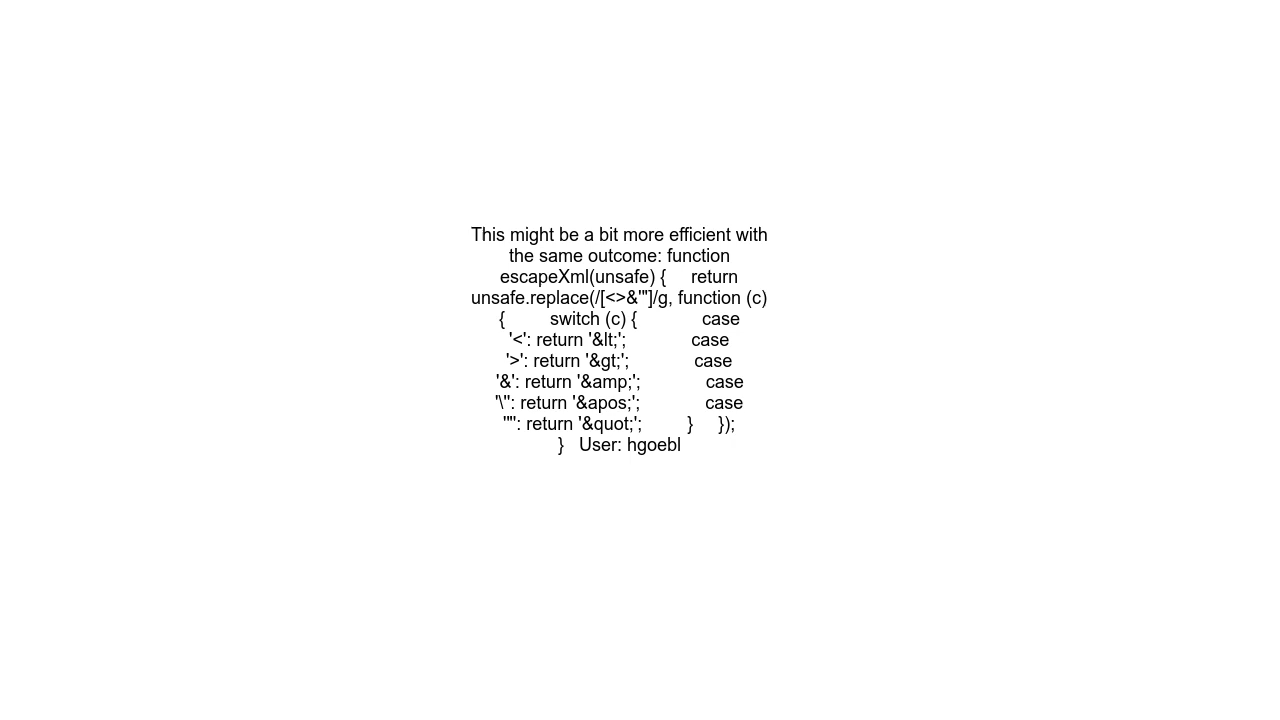 This might be a bit more efficient with
the same outcome: function
escapeXml(unsafe) {     return
unsafe.replace(/[<>&'"]/g, function (c)
{         switch (c) {             case
'<': return '&lt;';             case
'>': return '&gt;';             case
'&': return '&amp;';             case
'\'': return '&apos;';             case
'"': return '&quot;';         }     });
}   User: hgoebl